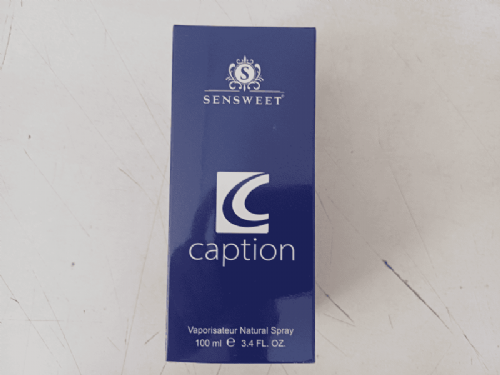 S
SENSWEET®
C
caption
Vaporisateur Natural Spray
100 ml ℮ 3.4 FL. OZ.